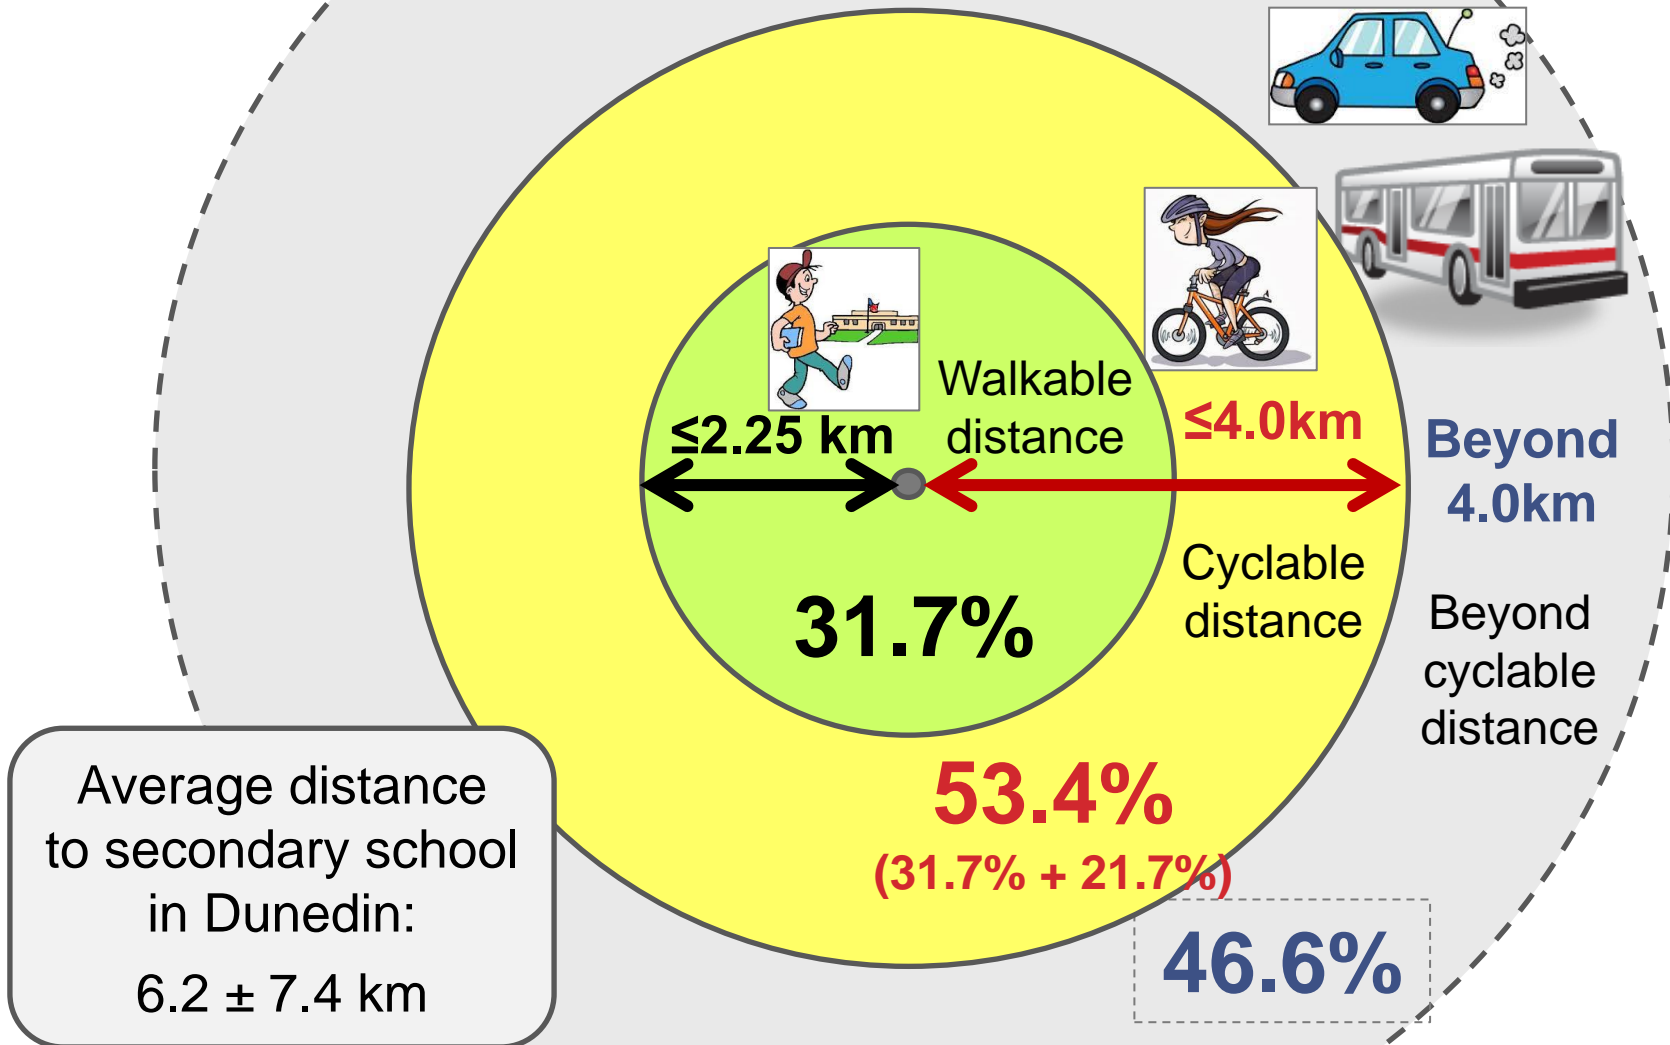 Walkable
distance
≤2.25 km
≤4.0km
Beyond
4.0km
Cyclable
distance
Beyond
cyclable
distance
31.7%
53.4%
(31.7% + 21.7%)
46.6%
Average distance
to secondary school
in Dunedin:
6.2 ± 7.4 km